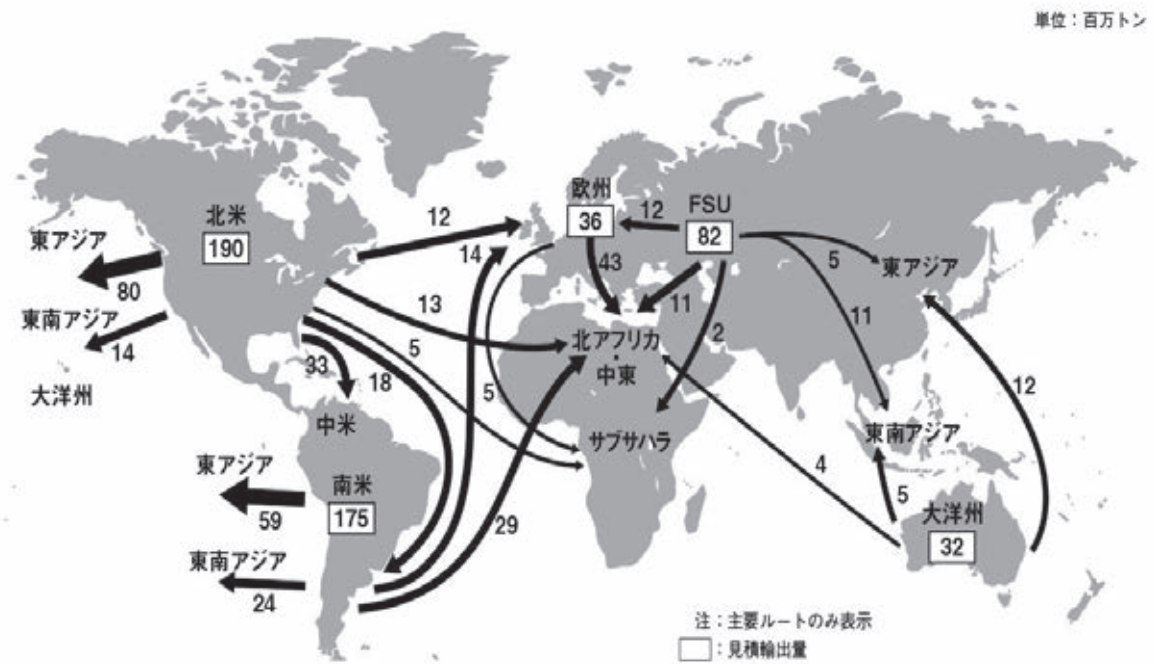 単位：百万トン
欧州
36
FSU
82
12
北米
190
12
14
43
11
5
東アジア
東アジア
80
東南アジア
14
大洋州
13
5
33
18
5
北アフリカ
・
中東
2
11
12
中米
サブサハラ
東南アジア
4
5
東アジア
59
南米
175
29
大洋州
32
東南アジア
24
注：主要ルートのみ表示
：見積輸出量